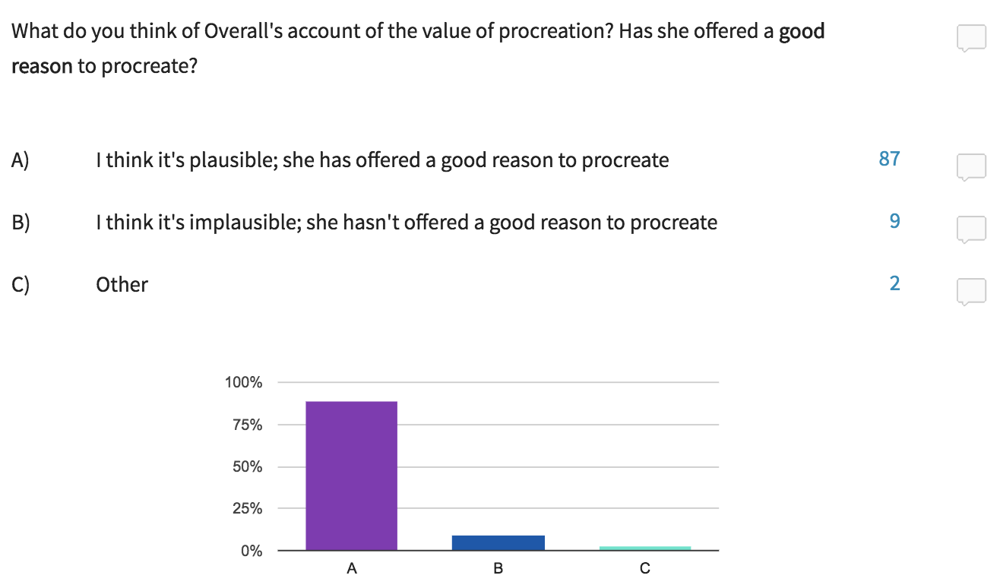 What do you think of Overall's account of the value of procreation? Has she offered a good
reason to procreate?
A) I think it's plausible; she has offered a good reason to procreate 87
B) I think it's implausible; she hasn't offered a good reason to procreate 9
C) Other 2
100%
75%
50%
25%
0%
A B C